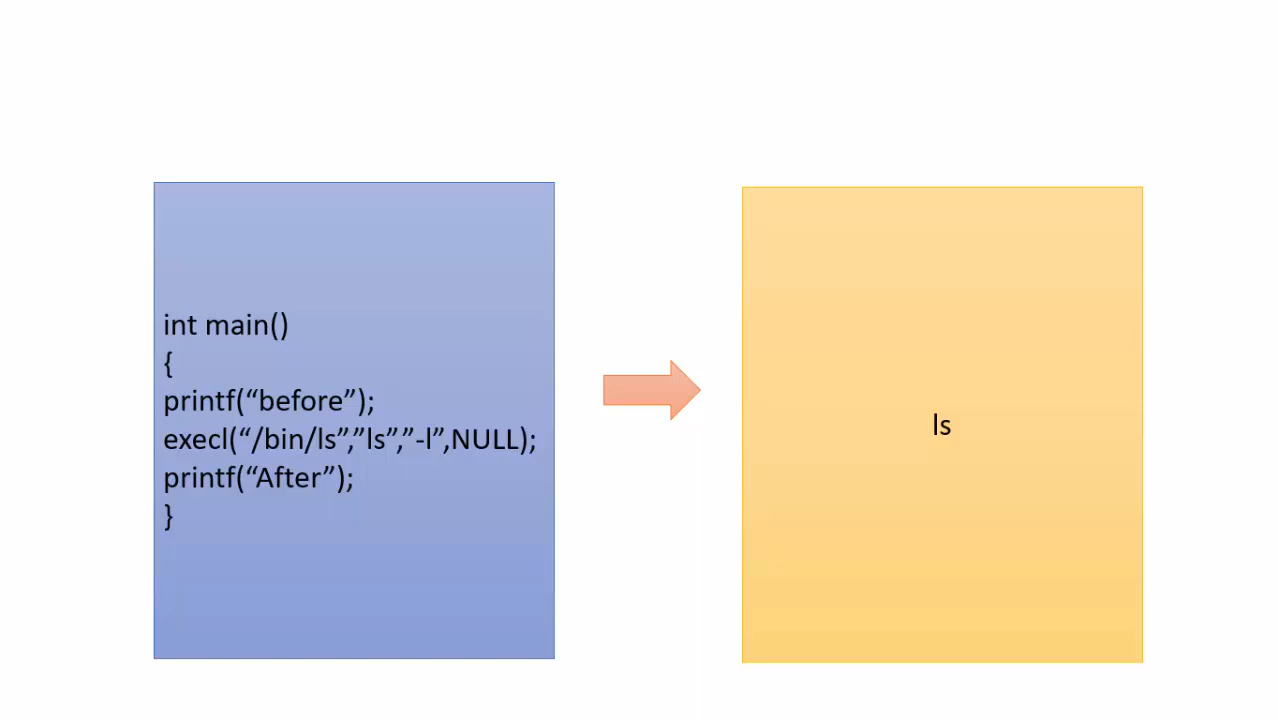 int main()
{
printf(“before”);
execl(“/bin/ls”,”ls”,”-l”,NULL);
printf(“After”);
}
ls